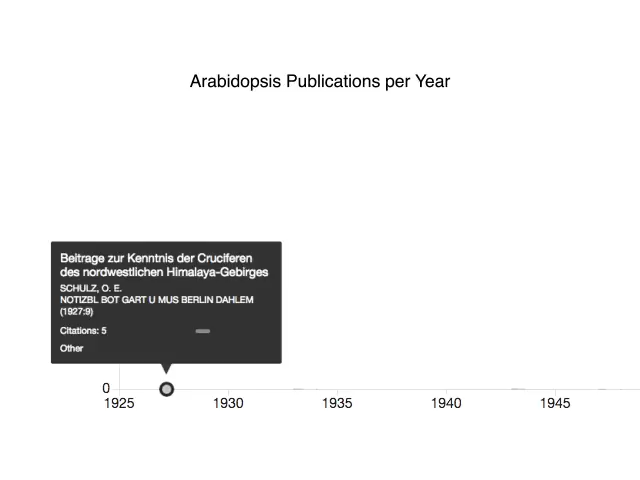 Arabidopsis Publications per Year
Beitrage zur Kenntnis der Cruciferen
des nordwestlichen Himalaya-Gebirges
SCHULZ, O. E.
NOTIZBL BOT GART U MUS BERLIN DAHLEM
(1927:9)
Citations: 5
Other
0
1925 1930 1935 1940 1945